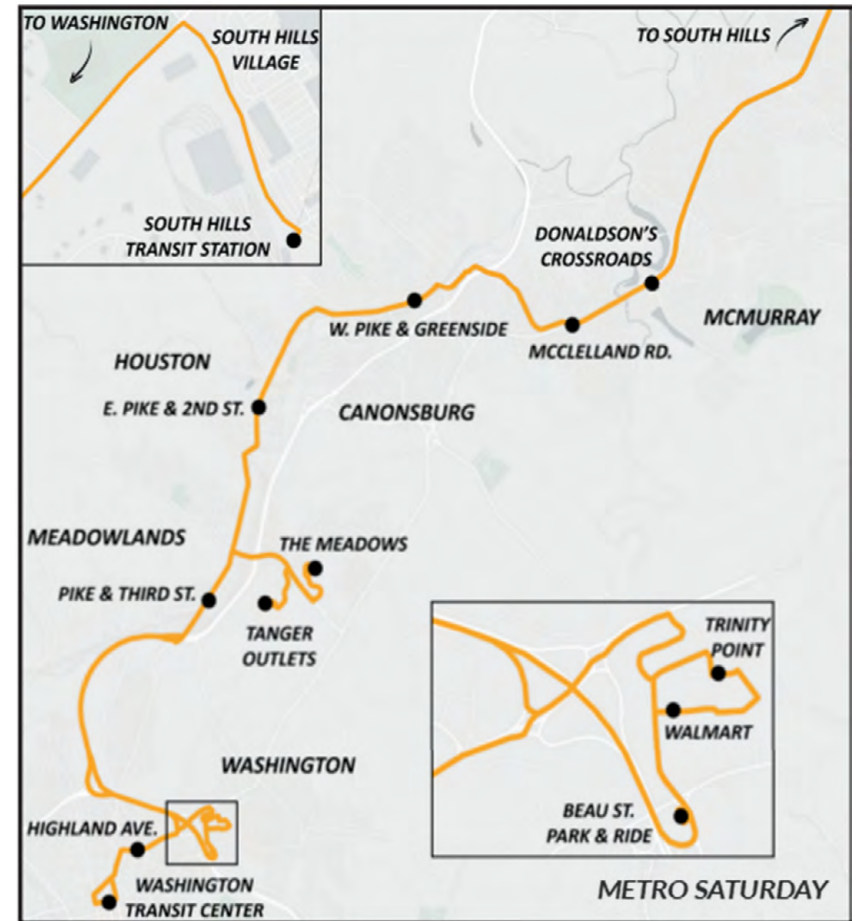 TO WASHINGTON
SOUTH HILLS
VILLAGE
SOUTH HILLS
TRANSIT STATION
TO SOUTH HILLS
DONALDSON'S
CROSSROADS
MCMURRAY
W. PIKE & GREENSIDE
MCCLELLAND RD.
HOUSTON
E. PIKE & 2ND ST.
CANONSBURG
MEADOWLANDS
THE MEADOWS
PIKE & THIRD ST.
TANGER
OUTLETS
TRINITY
POINT
WALMART
BEAU ST.
PARK & RIDE
WASHINGTON
HIGHLAND AVE.
WASHINGTON
TRANSIT CENTER
METRO SATURDAY